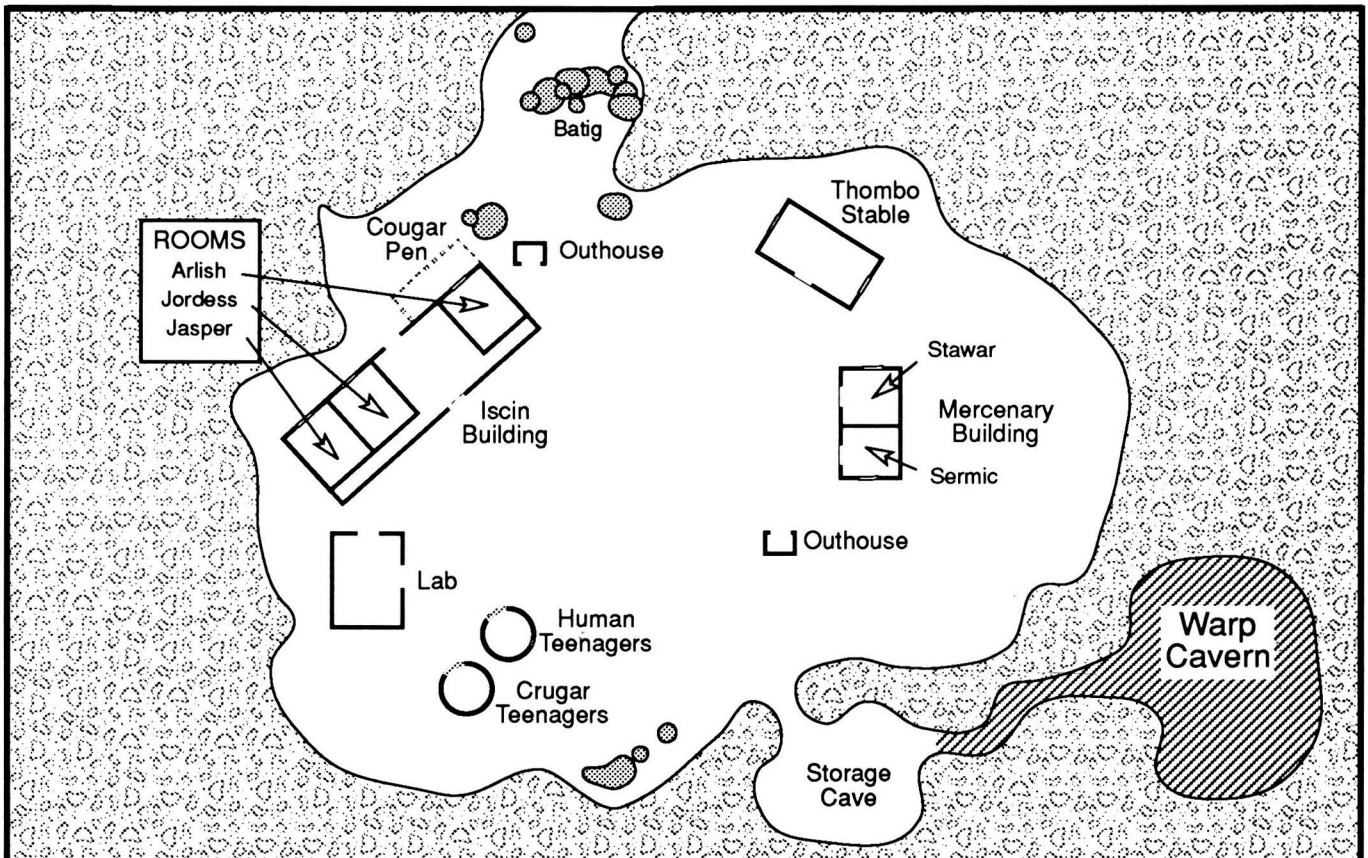 Batig
Thombo
Stable
Cougar
Pen
Outhouse
ROOMS
Arlish
Jordess
Jasper
Iscin
Building
Stawar
Mercenary
Building
Sermic
Outhouse
Lab
Human
Teenagers
Crugar
Teenagers
Warp
Cavern
Storage
Cave